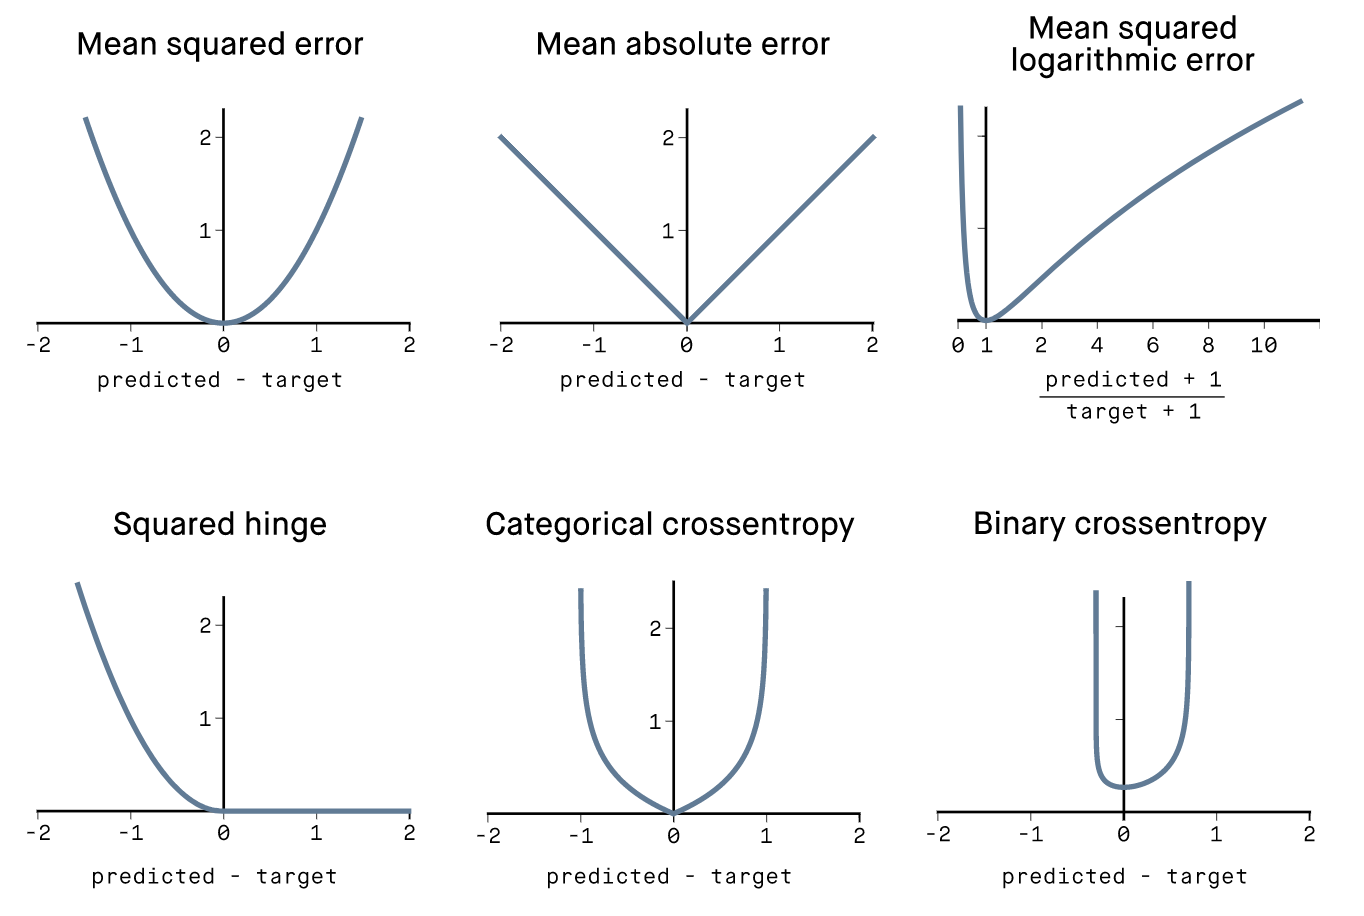 Mean squared error
2
1
-2 -1 0 1 2
predicted - target
Mean absolute error
2
1
-2 -1 0 1 2
predicted - target
Mean squared
logarithmic error
0 1 2 4 6 8 10
predicted + 1
target + 1
Squared hinge
2
1
-2 -1 0 1 2
predicted - target
Categorical crossentropy
2
1
-2 -1 0 1 2
predicted - target
Binary crossentropy
-2 -1 0 1 2
predicted - target